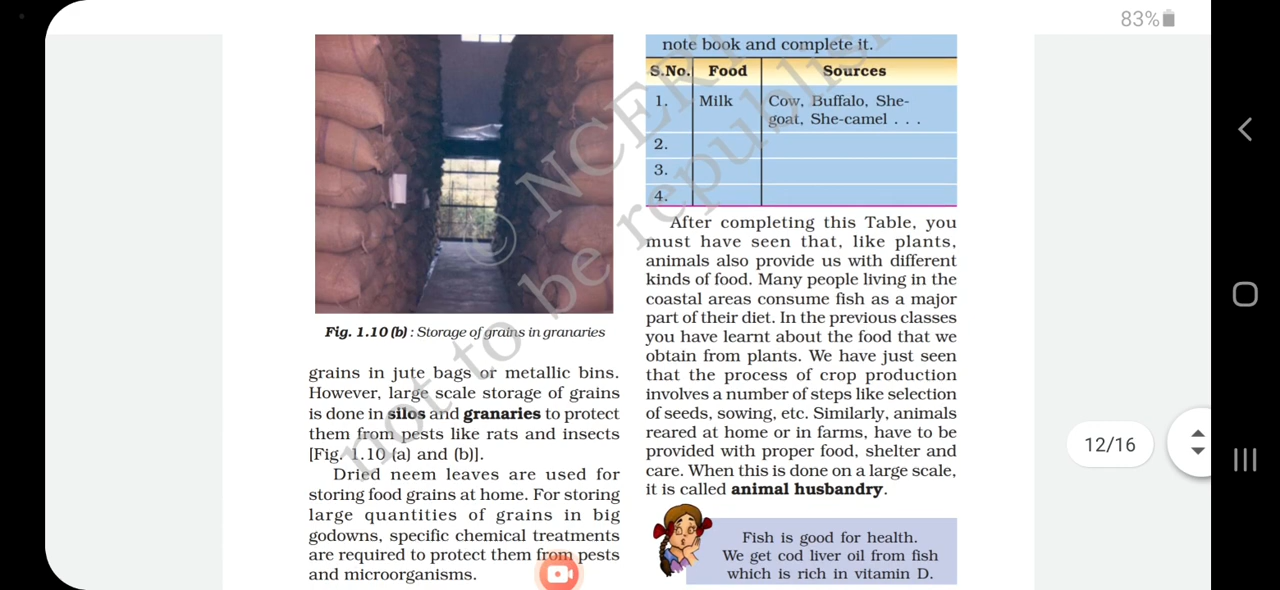 83%
Fig. 1.10 (b) : Storage of grains in granaries
grains in jute bags or metallic bins.
However, large scale storage of grains
is done in silos and granaries to protect
them from pests like rats and insects
[Fig. 1.10 (a) and (b)].
Dried neem leaves are used for
storing food grains at home. For storing
large quantities of grains in big
godowns, specific chemical treatments
are required to protect them from pests
and microorganisms.
note book and complete it.
S.No. Food Sources
1. Milk Cow, Buffalo, She-
goat, She-camel . . .
2.
3.
4.
After completing this Table, you
must have seen that, like plants,
animals also provide us with different
kinds of food. Many people living in the
coastal areas consume fish as a major
part of their diet. In the previous classes
you have learnt about the food that we
obtain from plants. We have just seen
that the process of crop production
involves a number of steps like selection
of seeds, sowing, etc. Similarly, animals
reared at home or in farms, have to be
provided with proper food, shelter and
care. When this is done on a large scale,
it is called animal husbandry.
Fish is good for health.
We get cod liver oil from fish
which is rich in vitamin D.
12/16
© NCERT
not to be republish